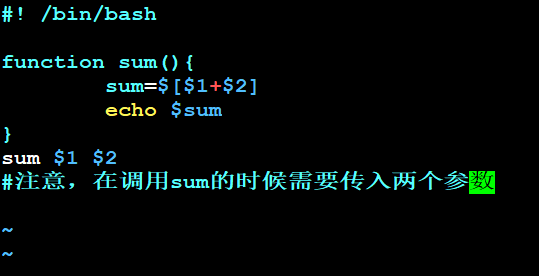 #! /bin/bash
function sum(){
sum=$[$1+$2]
echo $sum
}
sum $1 $2
#注意，在调用sum的时候需要传入两个参数
~
~